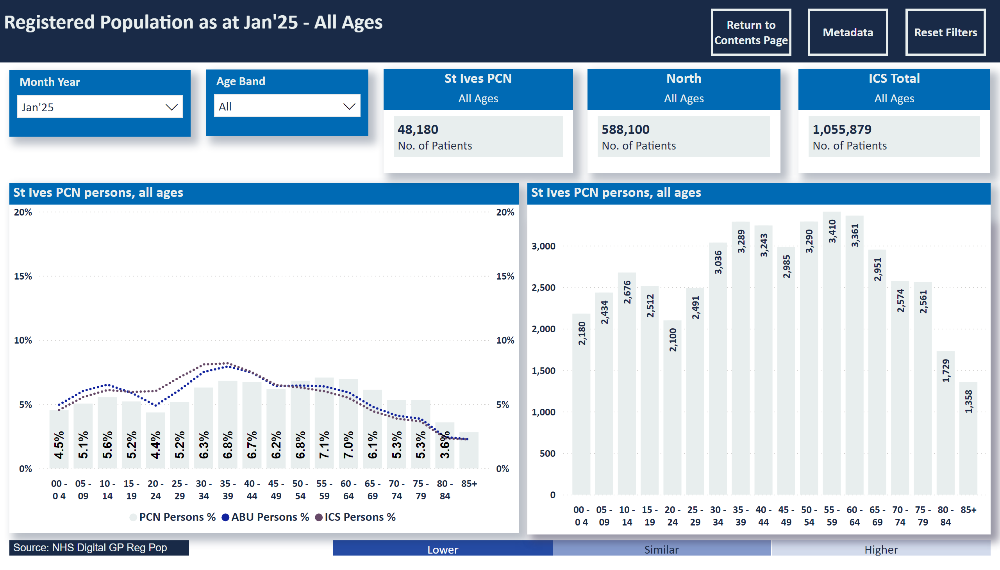 Registered Population as at Jan'25 - All Ages
Return to
Contents Page
Metadata
Reset Filters
Month Year
Jan'25
Age Band
All
St Ives PCN
All Ages
48,180
No. of Patients
North
All Ages
588,100
No. of Patients
ICS Total
All Ages
1,055,879
No. of Patients
St Ives PCN persons, all ages
20%
15%
10%
5%
0%
20%
15%
10%
5%
0%
4.5%
5.1%
5.6%
5.2%
4.4%
5.2%
6.3%
6.8%
6.7%
6.2%
6.8%
7.1%
7.0%
6.1%
5.3%
5.3%
3.6%
00 - 05 - 10 - 15 - 20 - 25 - 30 - 35 - 40 - 45 - 50 - 55 - 60 - 65 - 70 - 75 - 80 - 85+
0 4 09 14 19 24 29 34 39 44 49 54 59 64 69 74 79 84
PCN Persons % ABU Persons % ICS Persons %
St Ives PCN persons, all ages
3,000
2,500
2,000
1,500
1,000
500
0
2,180
2,434
2,676
2,512
2,100
2,491
3,036
3,289
3,243
2,985
3,290
3,410
3,361
2,951
2,574
2,561
1,729
1,358
00 - 05 - 10 - 15 - 20 - 25 - 30 - 35 - 40 - 45 - 50 - 55 - 60 - 65 - 70 - 75 - 80 - 85+
0 4 09 14 19 24 29 34 39 44 49 54 59 64 69 74 79 84
Source: NHS Digital GP Reg Pop
Lower
Similar
Higher